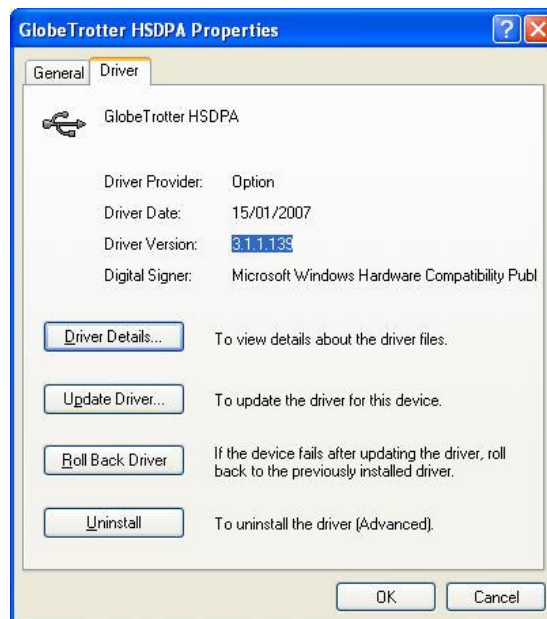 GlobeTrotter HSDPA Properties
General Driver
GlobeTrotter HSDPA
Driver Provider: Option
Driver Date: 15/01/2007
Driver Version: 3.1.1.139
Digital Signer: Microsoft Windows Hardware Compatibility Publ
Driver Details... To view details about the driver files.
Update Driver... To update the driver for this device.
Roll Back Driver If the device fails after updating the driver, roll
back to the previously installed driver.
Uninstall To uninstall the driver (Advanced).
OK Cancel